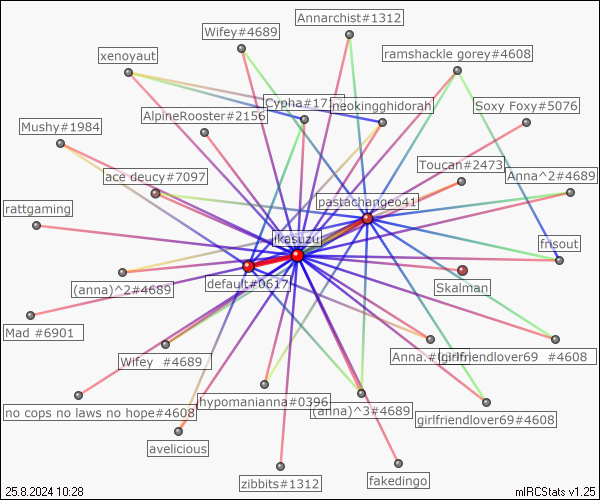 Annarchist#1312
Wifey#4689
xenoyaut
ramshackle gorey#4608
Cypha#17
neokingghidorah
Soxy Foxy#5076
AlpineRooster#2156
Mushy#1984
Toucan#2473
ace deucy#7097
Anna^2#4689
pastachangeo41
rattgaming
ikasuzu
frisout
default#0617
(anna)^2#4689
Skalman
Mad #6901
Wifey #4689
Anna.
girlfriendlover69 #4608
hypomanianna#0396
(anna)^3#4689
no cops no laws no hope#4608
girlfriendlover69#4608
avelicious
zibbits#1312
fakedingo
25.8.2024 10:28
mIRCStats v1.25